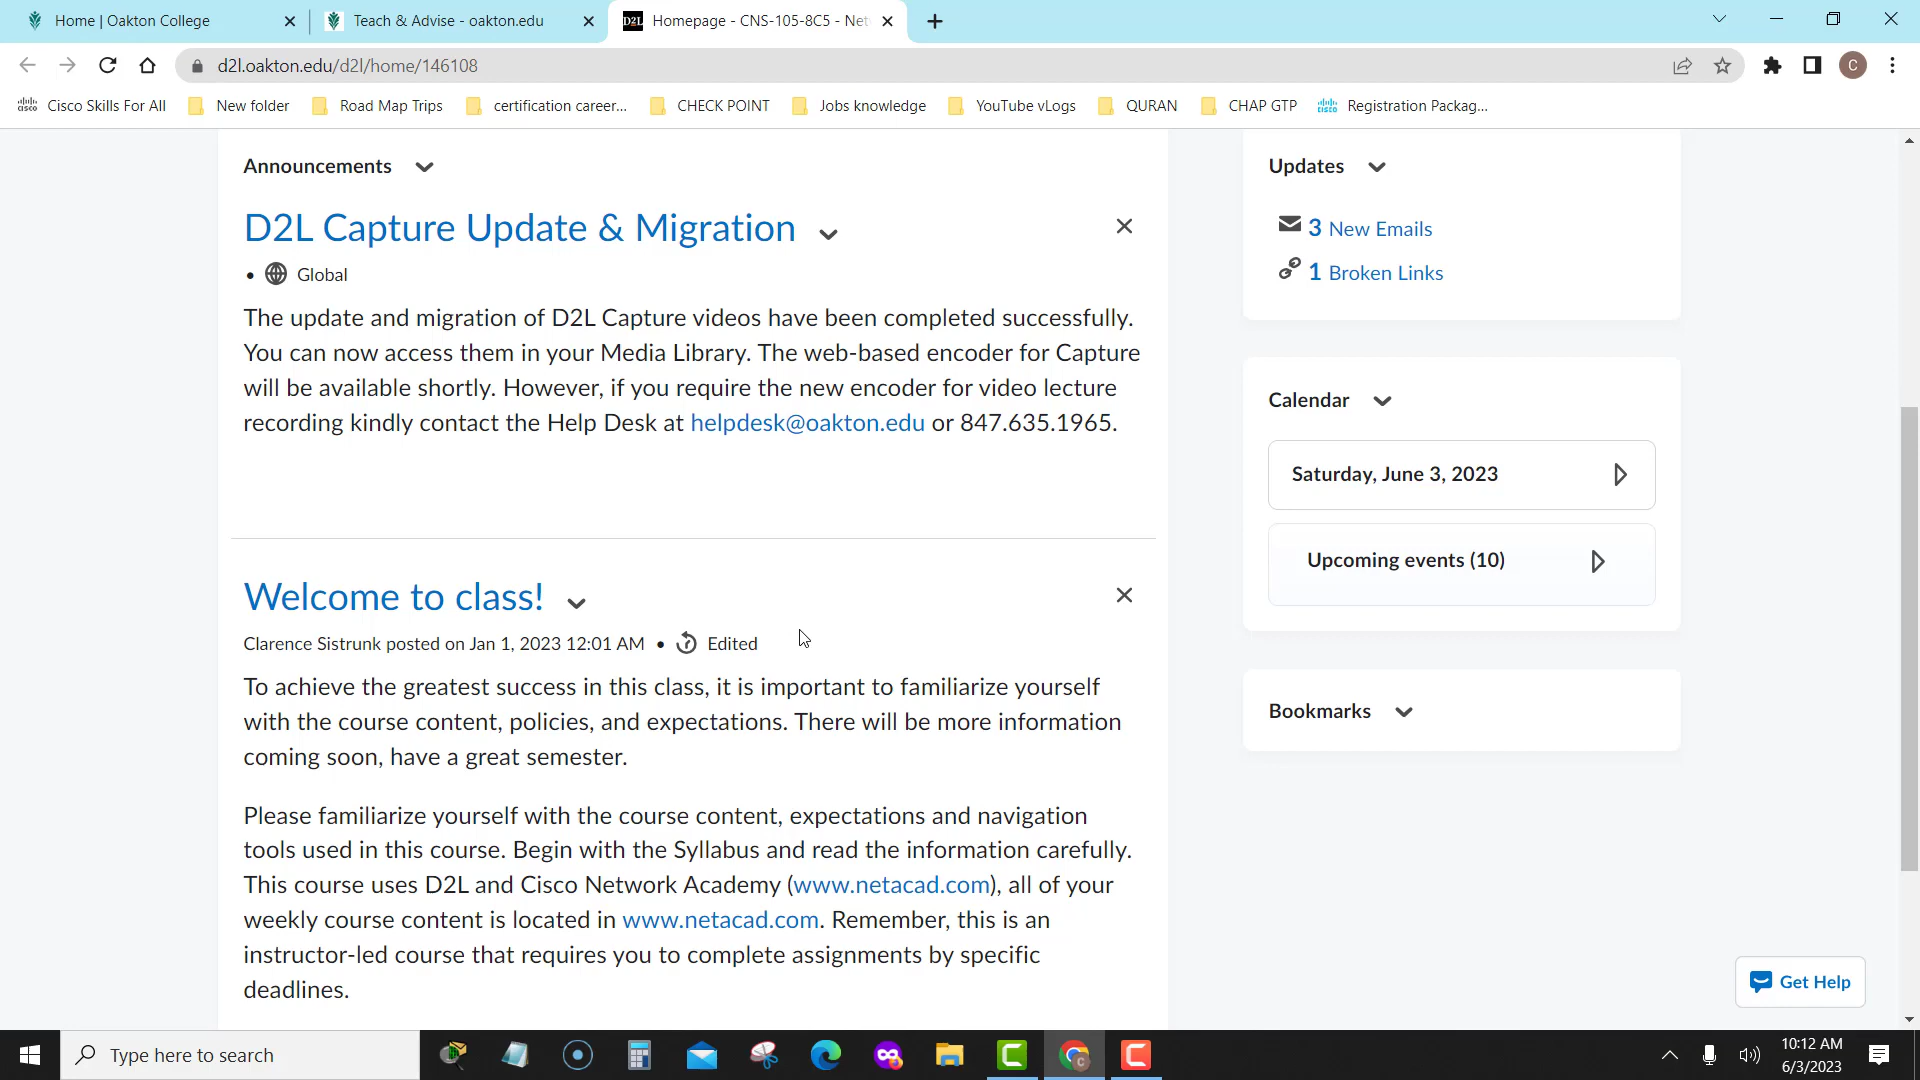 Home | Oakton College
Teach & Advise - oakton.edu
D2L Homepage - CNS-105-8C5 - Net
d2l.oakton.edu/d2l/home/146108
C
cisco Cisco Skills For All
New folder
Road Map Trips
certification career...
CHECK POINT
Jobs knowledge
YouTube vLogs
QURAN
CHAP GTP
cisco Registration Packag...
Announcements
D2L Capture Update & Migration
• Global
The update and migration of D2L Capture videos have been completed successfully.
You can now access them in your Media Library. The web-based encoder for Capture
will be available shortly. However, if you require the new encoder for video lecture
recording kindly contact the Help Desk at helpdesk@oakton.edu or 847.635.1965.
Welcome to class!
Clarence Sistrunk posted on Jan 1, 2023 12:01 AM • Edited
To achieve the greatest success in this class, it is important to familiarize yourself
with the course content, policies, and expectations. There will be more information
coming soon, have a great semester.
Please familiarize yourself with the course content, expectations and navigation
tools used in this course. Begin with the Syllabus and read the information carefully.
This course uses D2L and Cisco Network Academy (www.netacad.com), all of your
weekly course content is located in www.netacad.com. Remember, this is an
instructor-led course that requires you to complete assignments by specific
deadlines.
Updates
3 New Emails
1 Broken Links
Calendar
Saturday, June 3, 2023
Upcoming events (10)
Bookmarks
Get Help
Type here to search
10:12 AM
6/3/2023